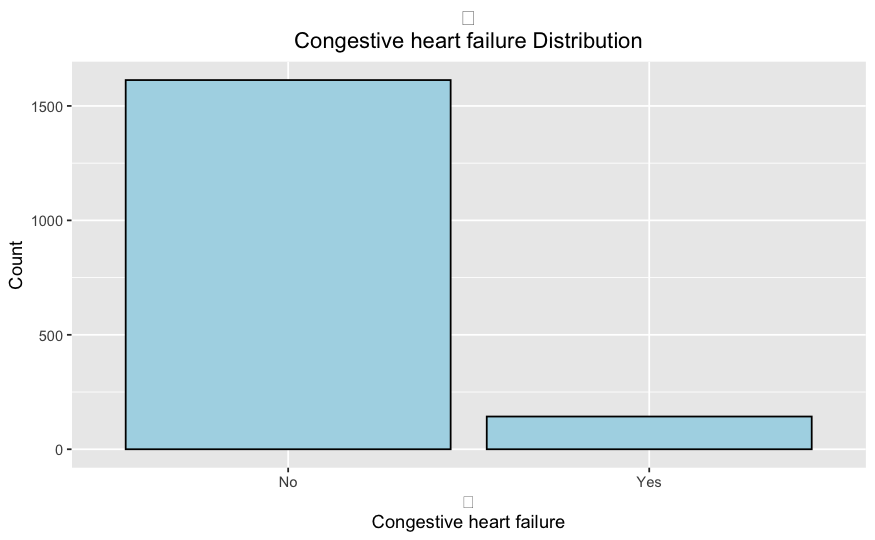 Congestive heart failure Distribution
Count
1500
1000
500
0
No
Yes
Congestive heart failure